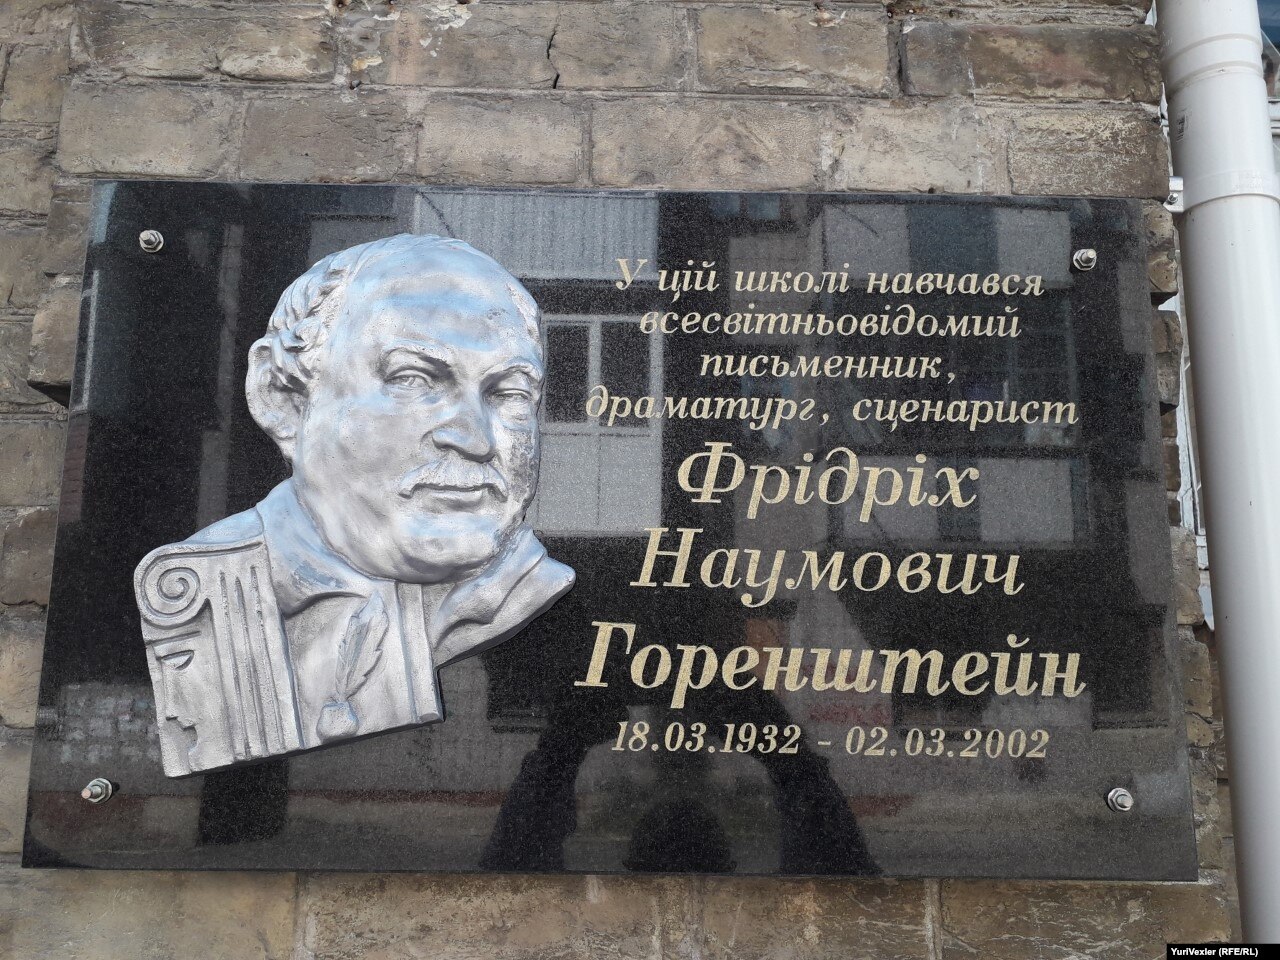 У цій школі навчався
всесвітньовідомий
письменник,
драматург, сценарист
Фрідріх
Наумович
Горенштейн
18.03.1932 - 02.03.2002
YuriVexler (RFE/RL)